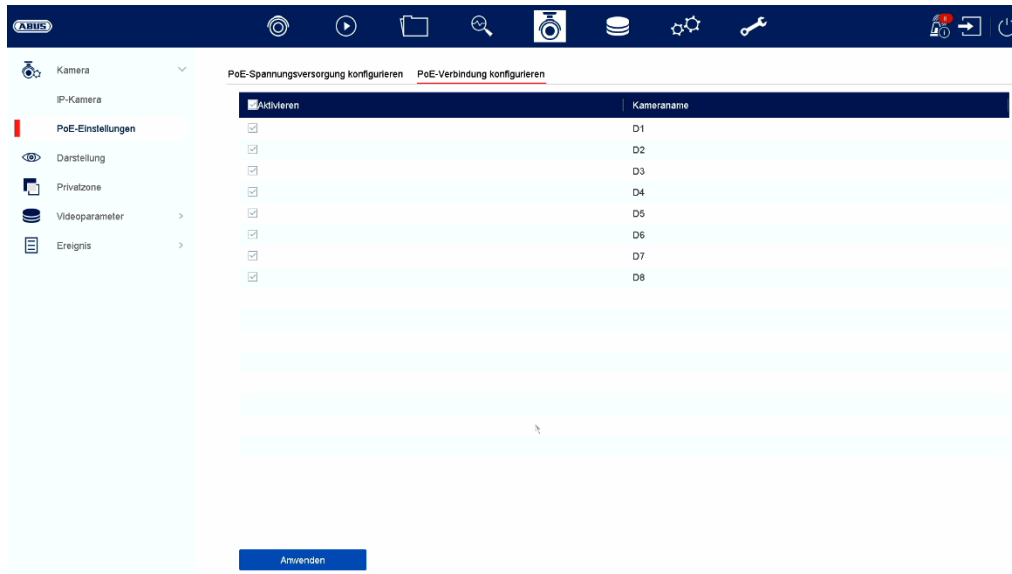 ABUS
8
Kamera
IP-Kamera
PoE-Einstellungen
Darstellung
Privatzone
Videoparameter
Ereignis
PoE-Spannungsversorgung konfigurieren PoE-Verbindung konfigurieren
Aktivieren Kameraname
D1
D2
D3
D4
D5
D6
D7
D8
Anwenden